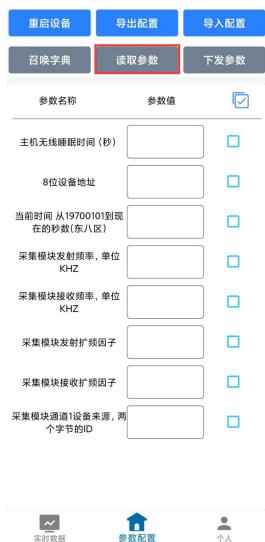 重启设备 导出配置 导入配置
召唤字典 读取参数 下发参数
参数名称 参数值
主机无线睡眠时间 (秒)
8位设备地址
当前时间 从19700101到现
在的秒数(东八区)
采集模块发射频率, 单位
KHZ
采集模块接收频率, 单位
KHZ
采集模块发射扩频因子
采集模块接收扩频因子
采集模块通道1设备来源, 两
个字节的ID
实时数据 参数配置 个人